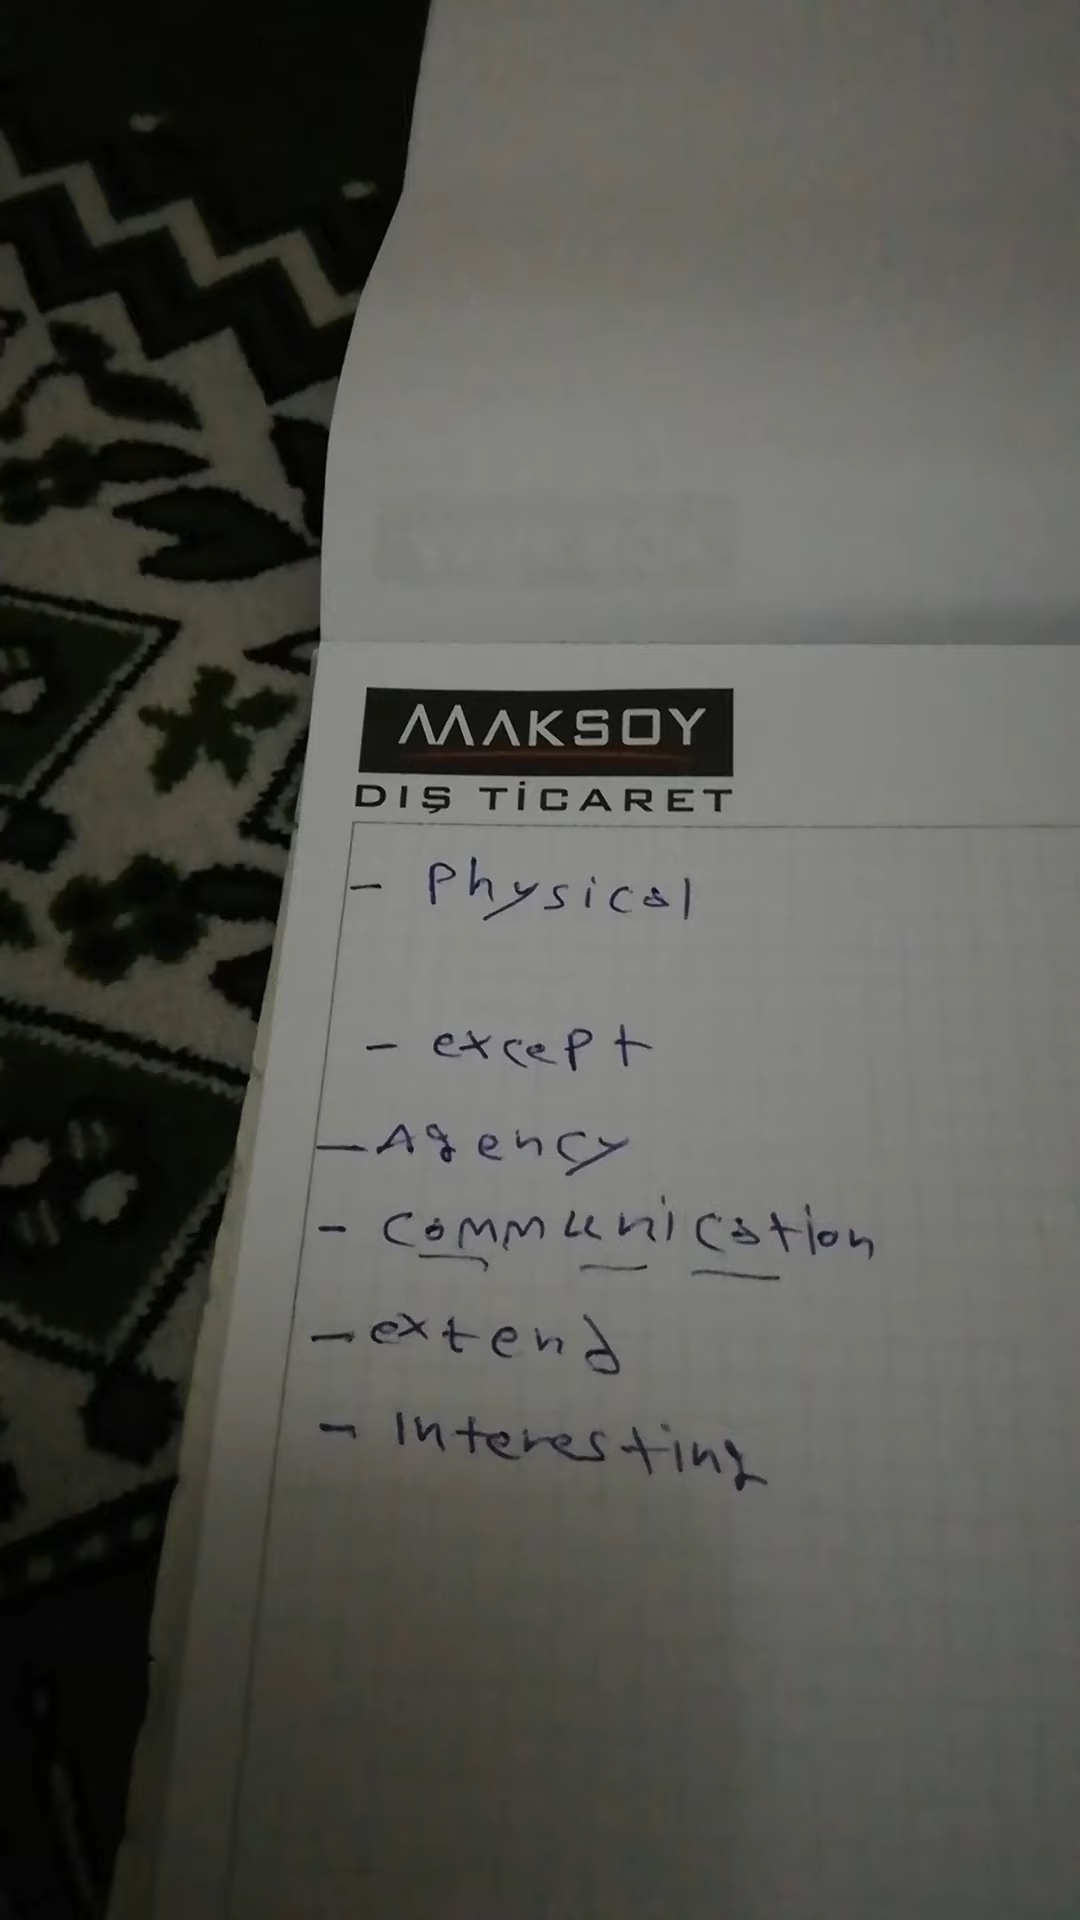 MAKSOY
DIŞ TİCARET
- Physical
- except
- Agency
- Communication
- extend
- Interesting